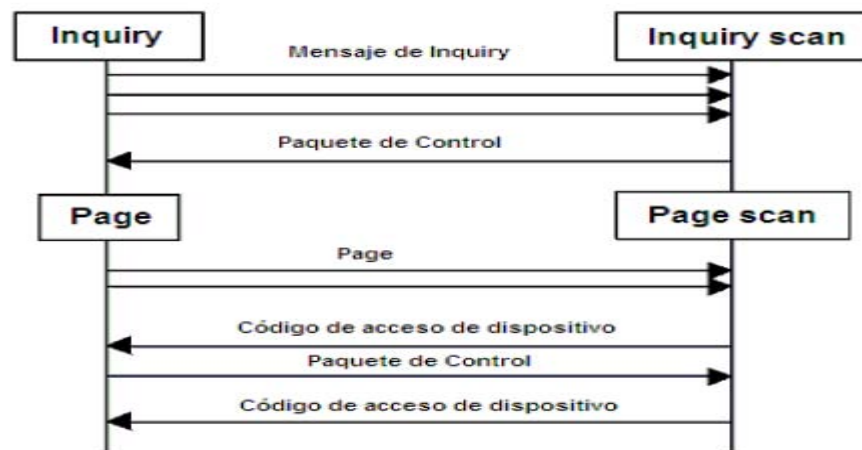 Inquiry
Inquiry scan
Mensaje de Inquiry
Paquete de Control
Page
Page scan
Page
Código de acceso de dispositivo
Paquete de Control
Código de acceso de dispositivo